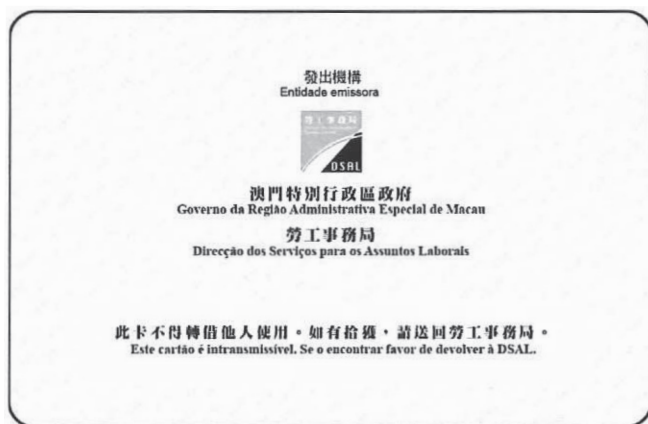 發出機構
Entidade emissora
勞工事務局
DSAL
澳門特別行政區政府
Governo da Região Administrativa Especial de Macau
勞工事務局
Direcção dos Serviços para os Assuntos Laborais
此卡不得轉借他人使用。如有拾獲，請送回勞工事務局。
Este cartão é intransmissível. Se o encontrar favor de devolver à DSAL.